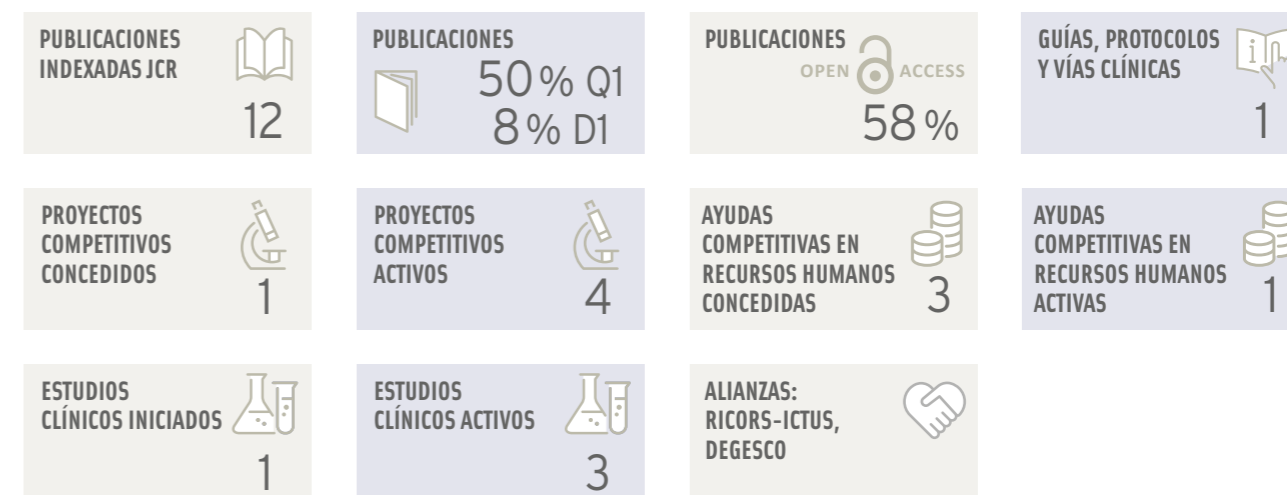 PUBLICACIONES
INDEXADAS JCR
12
PUBLICACIONES
50% Q1
8% D1
PUBLICACIONES
OPEN ACCESS
58%
GUÍAS, PROTOCOLOS
Y VÍAS CLÍNICAS
i
1
PROYECTOS
COMPETITIVOS
CONCEDIDOS
1
PROYECTOS
COMPETITIVOS
ACTIVOS
4
AYUDAS
COMPETITIVAS EN
RECURSOS HUMANOS
CONCEDIDAS
3
AYUDAS
COMPETITIVAS EN
RECURSOS HUMANOS
ACTIVAS
1
ESTUDIOS
CLÍNICOS INICIADOS
1
ESTUDIOS
CLÍNICOS ACTIVOS
3
ALIANZAS:
RICORS-ICTUS,
DEGESCO